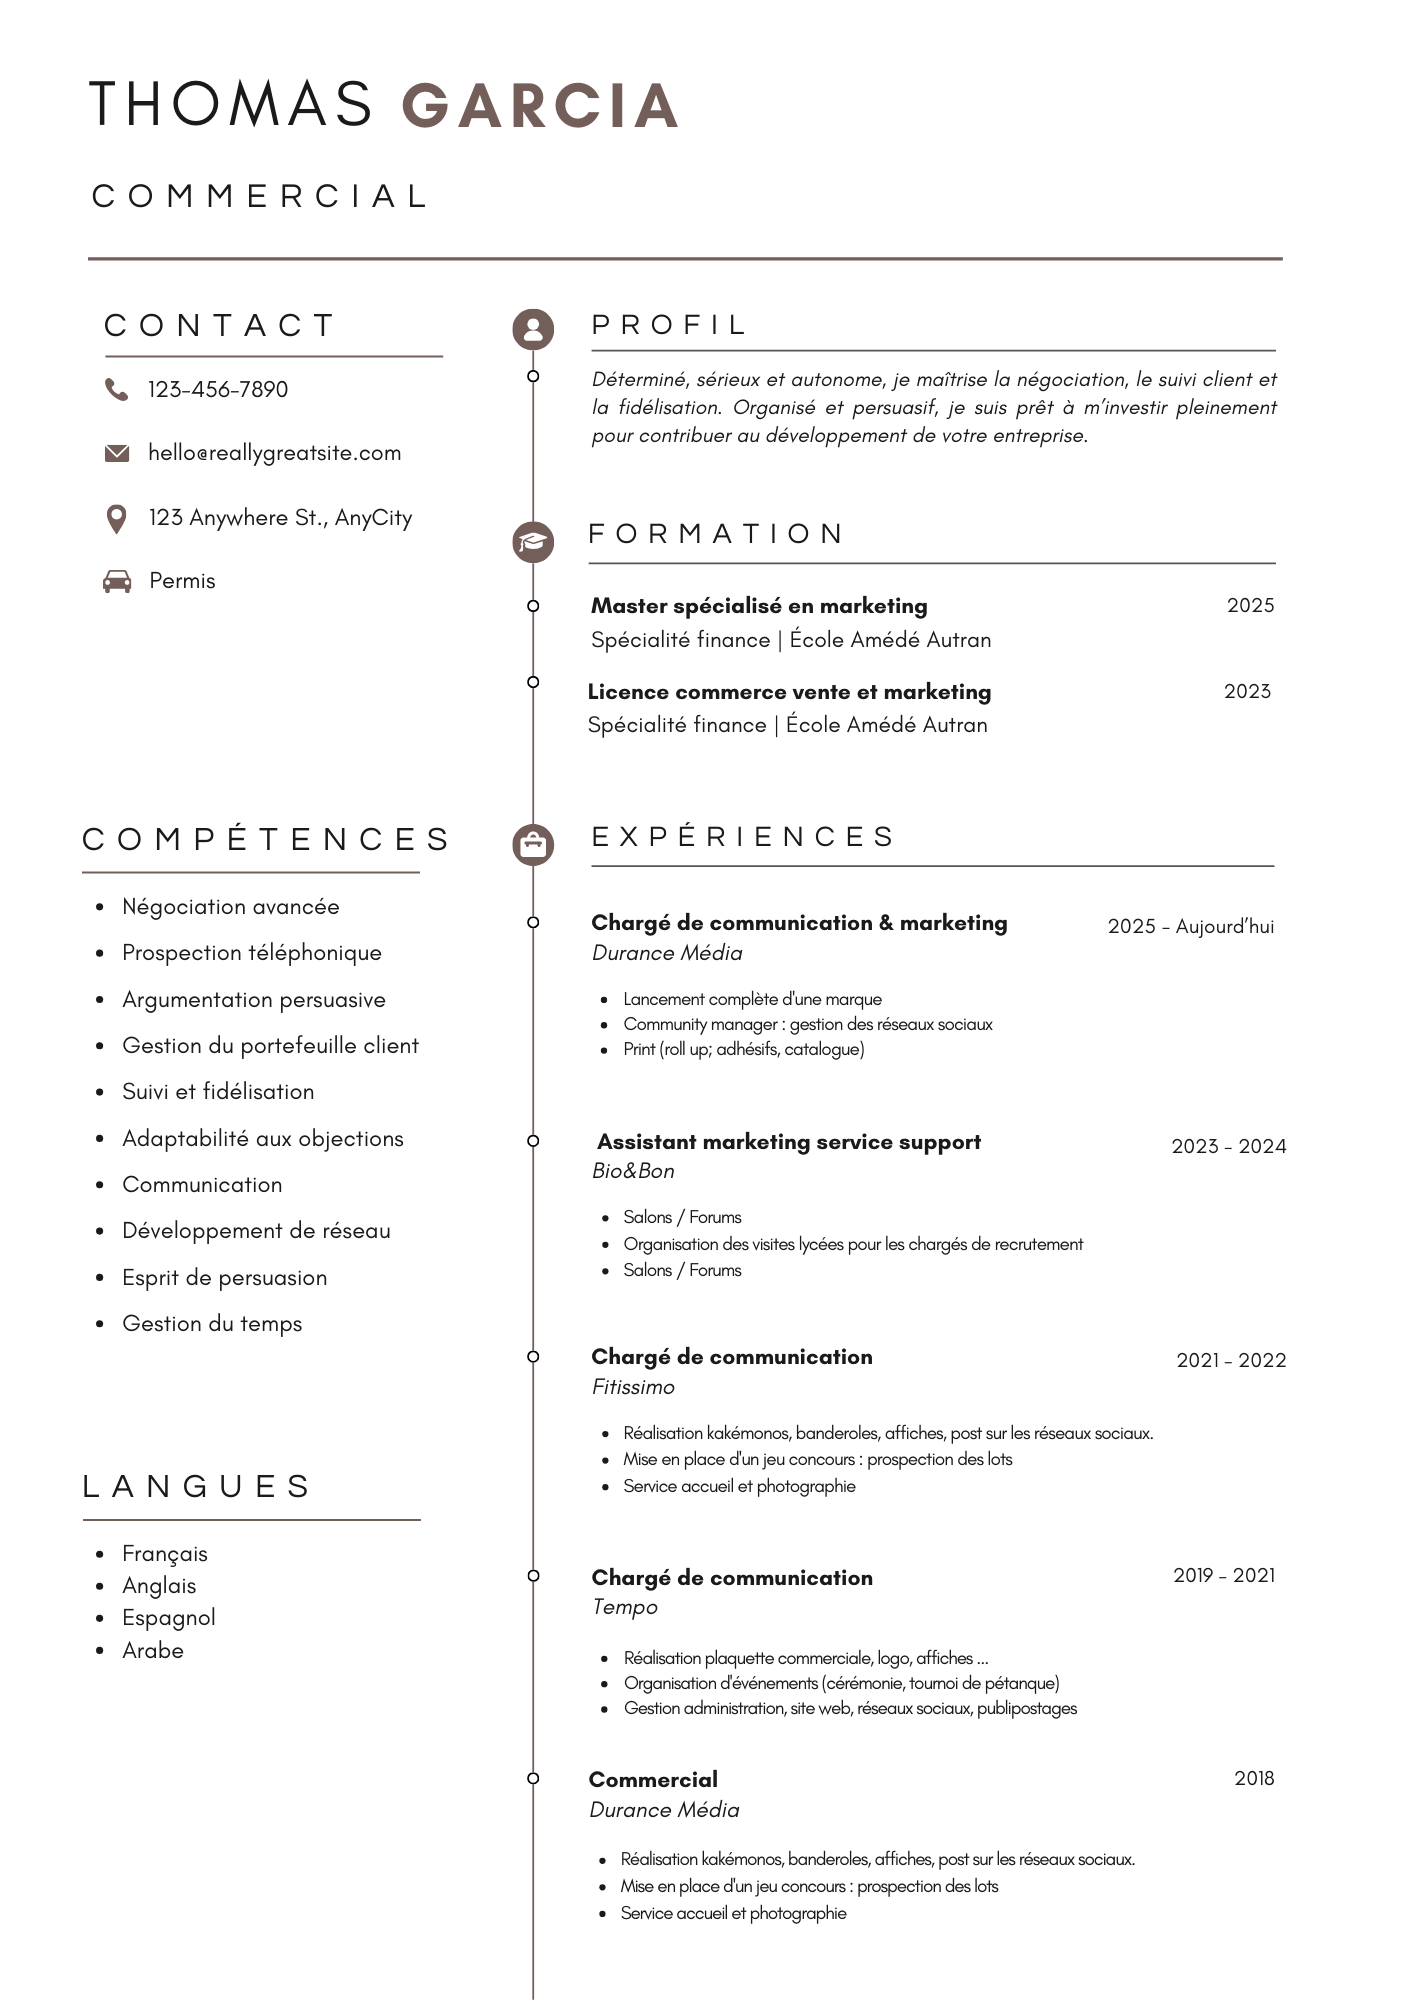 THOMAS GARCIA
COMMERCIAL
CONTACT
123-456-7890
hello@reallygreatsite.com
123 Anywhere St., AnyCity
Permis
COMPÉTENCES
• Négociation avancée
• Prospection téléphonique
• Argumentation persuasive
• Gestion du portefeuille client
• Suivi et fidélisation
• Adaptabilité aux objections
• Communication
• Développement de réseau
• Esprit de persuasion
• Gestion du temps
LANGUES
• Français
• Anglais
• Espagnol
• Arabe
PROFIL
Déterminé, sérieux et autonome, je maîtrise la négociation, le suivi client et
la fidélisation. Organisé et persuasif, je suis prêt à m’investir pleinement
pour contribuer au développement de votre entreprise.
FORMATION
Master spécialisé en marketing 2025
Spécialité finance | École Amédé Autran
Licence commerce vente et marketing 2023
Spécialité finance | École Amédé Autran
EXPÉRIENCES
Chargé de communication & marketing 2025 - Aujourd’hui
Durance Média
• Lancement complète d'une marque
• Community manager : gestion des réseaux sociaux
• Print (roll up; adhésifs, catalogue)
Assistant marketing service support 2023 - 2024
Bio&Bon
• Salons / Forums
• Organisation des visites lycées pour les chargés de recrutement
• Salons / Forums
Chargé de communication 2021 - 2022
Fitissimo
• Réalisation kakémonos, banderoles, affiches, post sur les réseaux sociaux.
• Mise en place d'un jeu concours : prospection des lots
• Service accueil et photographie
Chargé de communication 2019 - 2021
Tempo
• Réalisation plaquette commerciale, logo, affiches ...
• Organisation d'événements (cérémonie, tournoi de pétanque)
• Gestion administration, site web, réseaux sociaux, publipostages
Commercial 2018
Durance Média
• Réalisation kakémonos, banderoles, affiches, post sur les réseaux sociaux.
• Mise en place d'un jeu concours : prospection des lots
• Service accueil et photographie